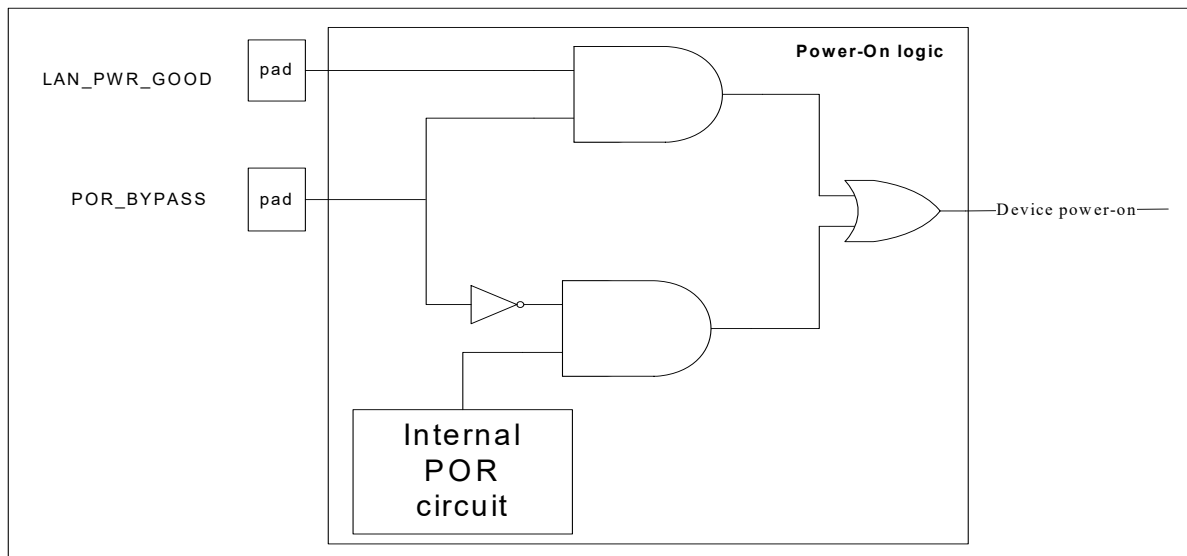 Power-On logic
LAN_PWR_GOOD
pad
POR_BYPASS
pad
Device power-on
Internal
POR
circuit